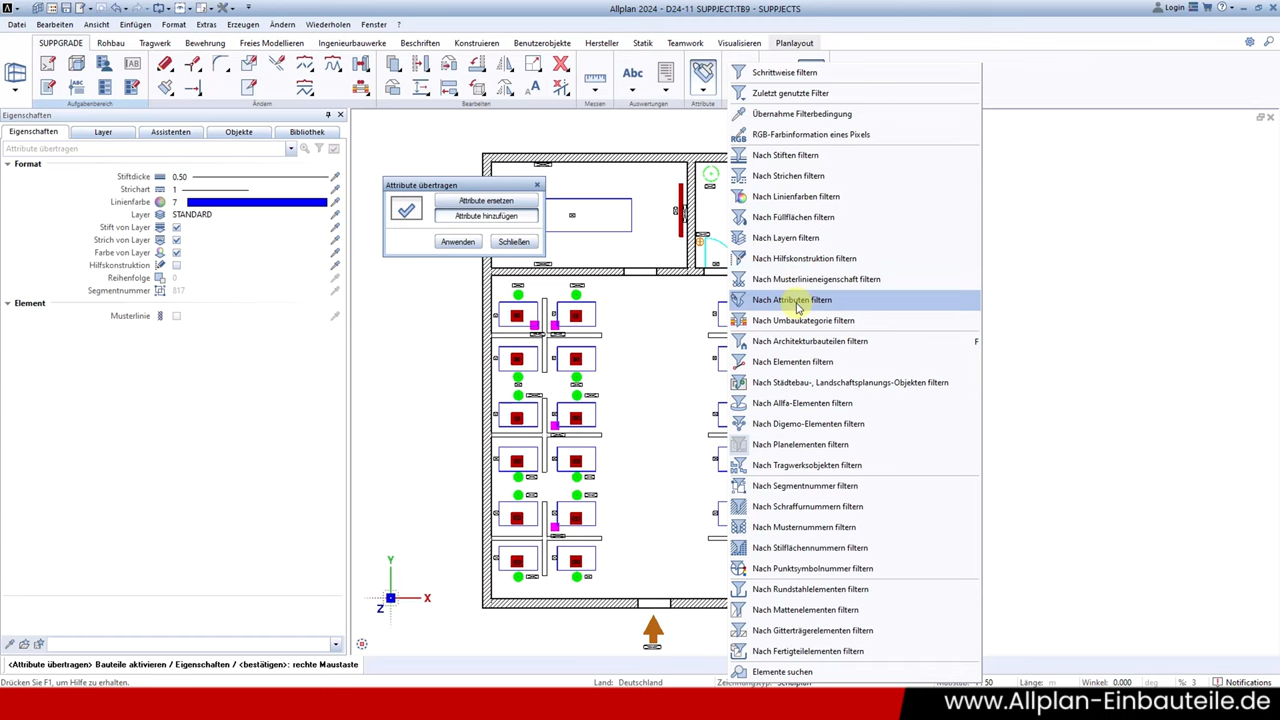 Allplan 2024 - D24-11 SUPPJECT:TB9 - SUPPJECTS
Login
Datei Bearbeiten Ansicht Einfügen Format Extras Erzeugen Ändern Wiederholen Fenster ?
SUPPGRADE Rohbau Tragwerk Bewehrung Freies Modellieren Ingenieurbauwerke Beschriften Konstruieren Benutzerobjekte Hersteller Statik Teamwork Visualisieren Planlayout
Aufgabenbereich Ändern Bearbeiten Messen Auswertungen Attribute
Abc
Eigenschaften
Eigenschaften Layer Assistenten Objekte Bibliothek
Attribute übertragen
Format
Stiftdicke 0.50
Strichart 1
Linienfarbe 7
Layer STANDARD
Stift von Layer
Strich von Layer
Farbe von Layer
Hilfskonstruktion
Reihenfolge 0
Segmentnummer 817
Element
Musterlinie
Attribute übertragen
Attribute ersetzen
Attribute hinzufügen
Anwenden Schließen
Y
Z
X
Schrittweise filtern
Zuletzt genutzte Filter
Übernahme Filterbedingung
RGB RGB-Farbinformation eines Pixels
Nach Stiften filtern
Nach Strichen filtern
Nach Linienfarben filtern
Nach Füllflächen filtern
Nach Layern filtern
Nach Hilfskonstruktion filtern
Nach Musterlinieneigenschaft filtern
Nach Attributen filtern
Nach Umbaukategorie filtern
Nach Architekturbauteilen filtern F
Nach Elementen filtern
Nach Städtebau-, Landschaftsplanungs-Objekten filtern
Nach Allfa-Elementen filtern
Nach Digemo-Elementen filtern
Nach Planelementen filtern
Nach Tragwerksobjekten filtern
Nach Segmentnummer filtern
Nach Schraffurnummern filtern
Nach Musternummern filtern
Nach Stilflächennummern filtern
Nach Punktsymbolnummer filtern
Nach Rundstahlelementen filtern
Nach Mattenelementen filtern
Nach Gitterträgerelementen filtern
Nach Fertigteilelementen filtern
Elemente suchen
<Attribute übertragen> Bauteile aktivieren / Eigenschaften / <bestätigen>: rechte Maustaste
Drücken Sie F1, um Hilfe zu erhalten.
Land: Deutschland
Länge: m Winkel: 0.000 deg %: 3 Notifications
www.Allplan-Einbauteile.de